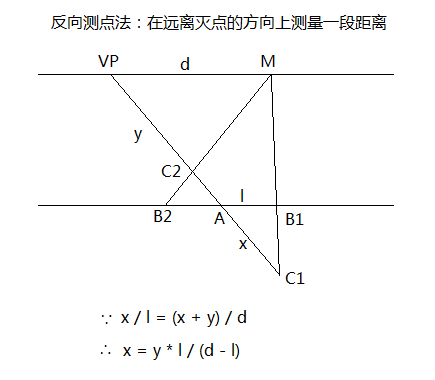 反向测点法：在远离灭点的方向上测量一段距离
VP d M
y
C2
l
B2 A B1
x
C1
∵ x / l = (x + y) / d
∴ x = y * l / (d - l)